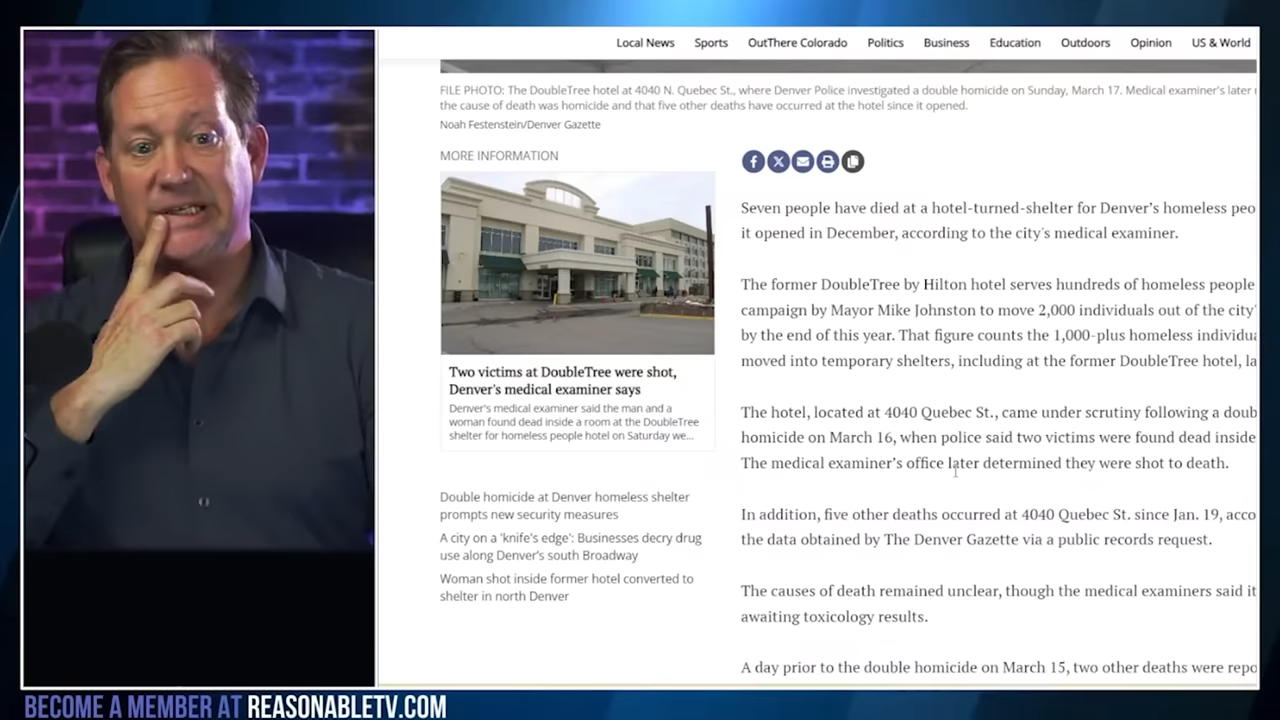 Local News Sports OutThere Colorado Politics Business Education Outdoors Opinion US & World
FILE PHOTO: The DoubleTree hotel at 4040 N. Quebec St., where Denver Police investigated a double homicide on Sunday, March 17. Medical examiner's later
the cause of death was homicide and that five other deaths have occurred at the hotel since it opened.
Noah Festenstein/Denver Gazette
MORE INFORMATION
Two victims at DoubleTree were shot,
Denver's medical examiner says
Denver's medical examiner said the man and a
woman found dead inside a room at the DoubleTree
shelter for homeless people hotel on Saturday we...
Double homicide at Denver homeless shelter
prompts new security measures
A city on a 'knife's edge': Businesses decry drug
use along Denver's south Broadway
Woman shot inside former hotel converted to
shelter in north Denver
Seven people have died at a hotel-turned-shelter for Denver's homeless peo
it opened in December, according to the city's medical examiner.
The former DoubleTree by Hilton hotel serves hundreds of homeless people
campaign by Mayor Mike Johnston to move 2,000 individuals out of the city'
by the end of this year. That figure counts the 1,000-plus homeless individua
moved into temporary shelters, including at the former DoubleTree hotel, la
The hotel, located at 4040 Quebec St., came under scrutiny following a doub
homicide on March 16, when police said two victims were found dead inside
The medical examiner's office later determined they were shot to death.
In addition, five other deaths occurred at 4040 Quebec St. since Jan. 19, acco
the data obtained by The Denver Gazette via a public records request.
The causes of death remained unclear, though the medical examiners said it
awaiting toxicology results.
A day prior to the double homicide on March 15, two other deaths were repo
BECOME A MEMBER AT REASONABLETV.COM